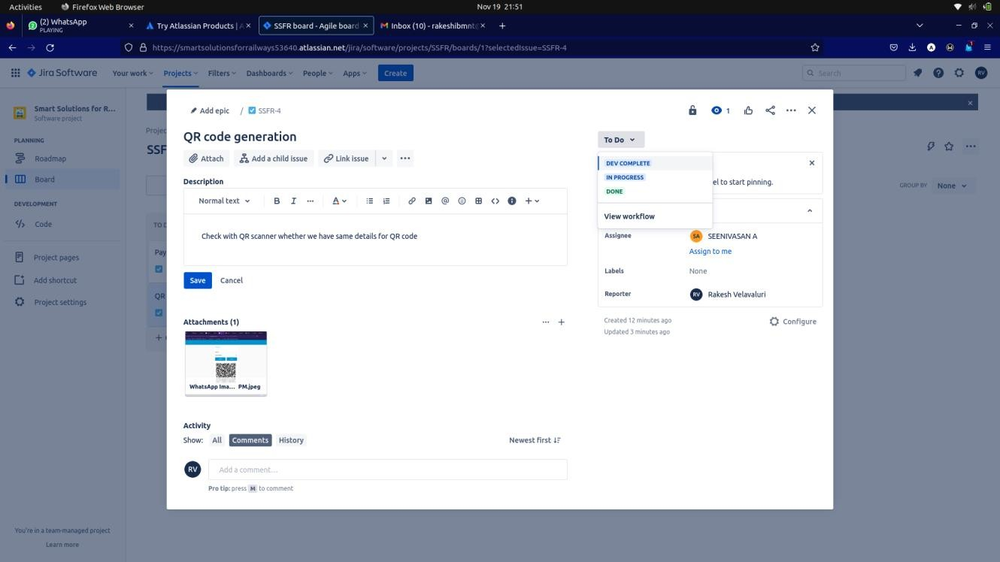 Activities Firefox Web Browser Nov 19 21:51
(2) WhatsApp
PLAYING
Try Atlassian Products | A
SSFR board - Agile board
Inbox (10) - rakeshibmnt@
https://smartsolutionsforrailways53640.atlassian.net/jira/software/projects/SSFR/boards/1?selectedIssue=SSFR-4
Jira Software Your work Projects Filters Dashboards People Apps Create Search RV
Smart Solutions for R...
Software project
PLANNING
Roadmap
Board
DEVELOPMENT
Code
Project pages
Add shortcut
Project settings
You're in a team-managed project
Learn more
Projec
SSF
TO D
Pay
QR
GROUP BY None
Add epic / SSFR-4
1
QR code generation
Attach Add a child issue Link issue
Description
Normal text B I A
Check with QR scanner whether we have same details for QR code
Save Cancel
Attachments (1)
WhatsApp Ima... PM.jpeg
Activity
Show: All Comments History Newest first
RV Add a comment...
Pro tip: press M to comment
To Do
DEV COMPLETE
IN PROGRESS
DONE
View workflow
el to start pinning.
Assignee SA SEENIVASAN A
Assign to me
Labels None
Reporter RV Rakesh Velavaluri
Created 12 minutes ago
Updated 3 minutes ago
Configure